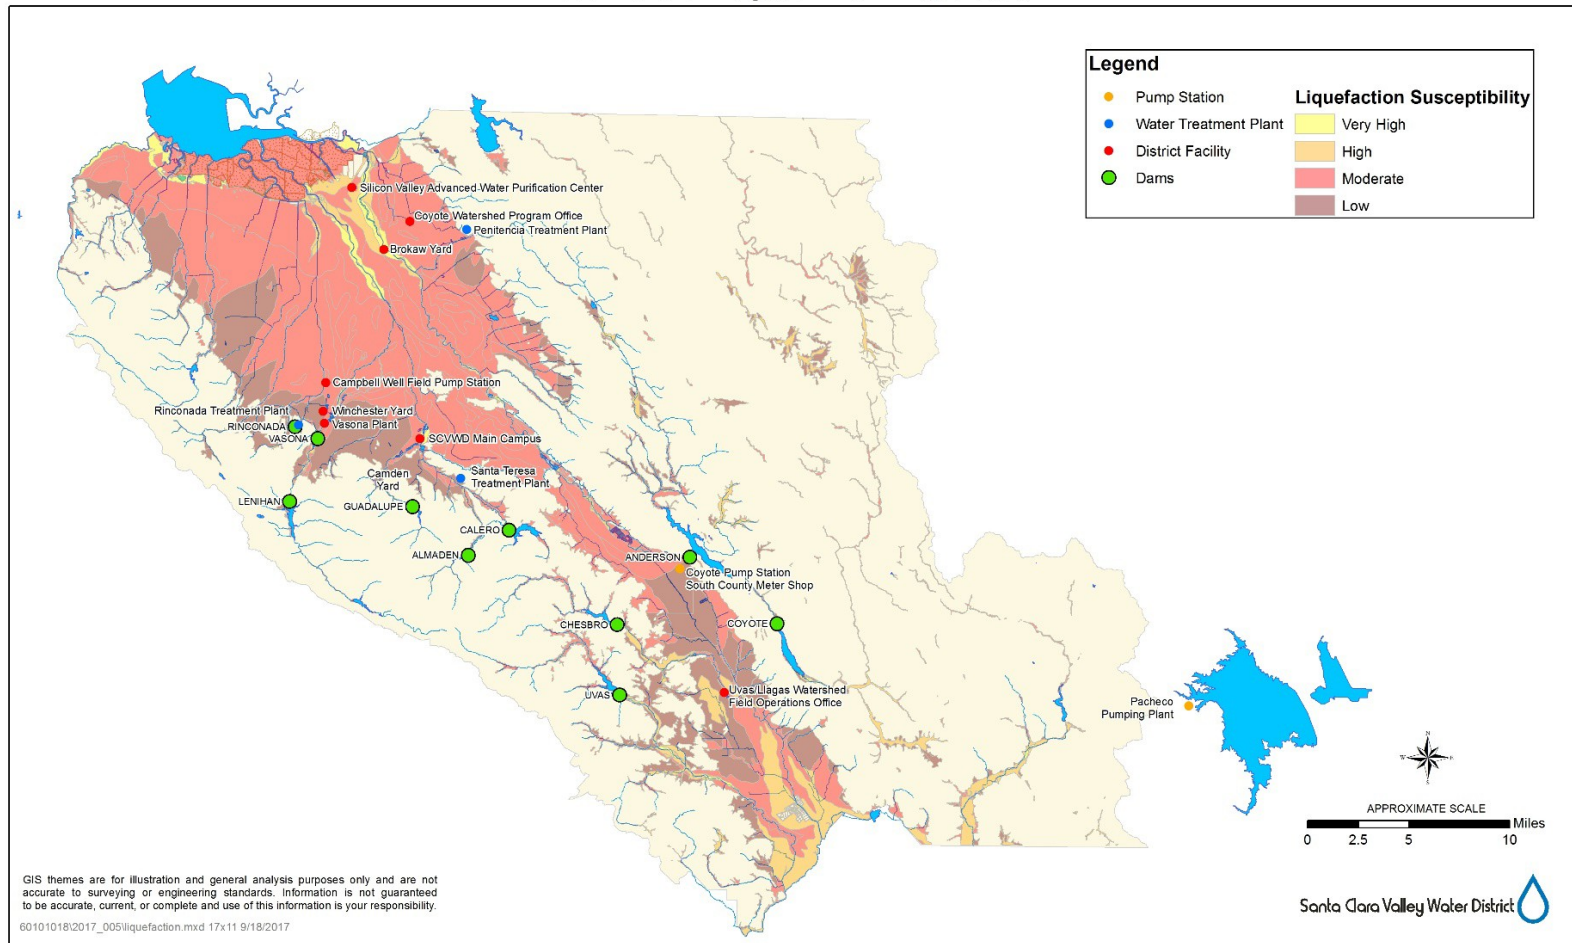 Legend
Pump Station
Water Treatment Plant
District Facility
Dams
Liquefaction Susceptibility
Very High
High
Moderate
Low
Silicon Valley Advanced Water Purification Center
Coyote Watershed Program Office
Penitencia Treatment Plant
Brokaw Yard
Campbell Well Field Pump Station
Rinconada Treatment Plant
Winchester Yard
RINCONADA
Vasona Plant
VASONA
SCVWD Main Campus
Camden
Yard
Santa Teresa
Treatment Plant
LENIHAN
GUADALUPE
CALERO
ALMADEN
ANDERSON
Coyote Pump Station
South County Meter Shop
CHESBRO
COYOTE
UVAS
Uvas/Llagas Watershed
Field Operations Office
Pacheco
Pumping Plant
N
W
E
S
APPROXIMATE SCALE
Miles
0 2.5 5 10
GIS themes are for illustration and general analysis purposes only and are not
accurate to surveying or engineering standards. Information is not guaranteed
to be accurate, current, or complete and use of this information is your responsibility.
60101018\2017_005\liquefaction.mxd 17x11 9/18/2017
Santa Clara Valley Water District